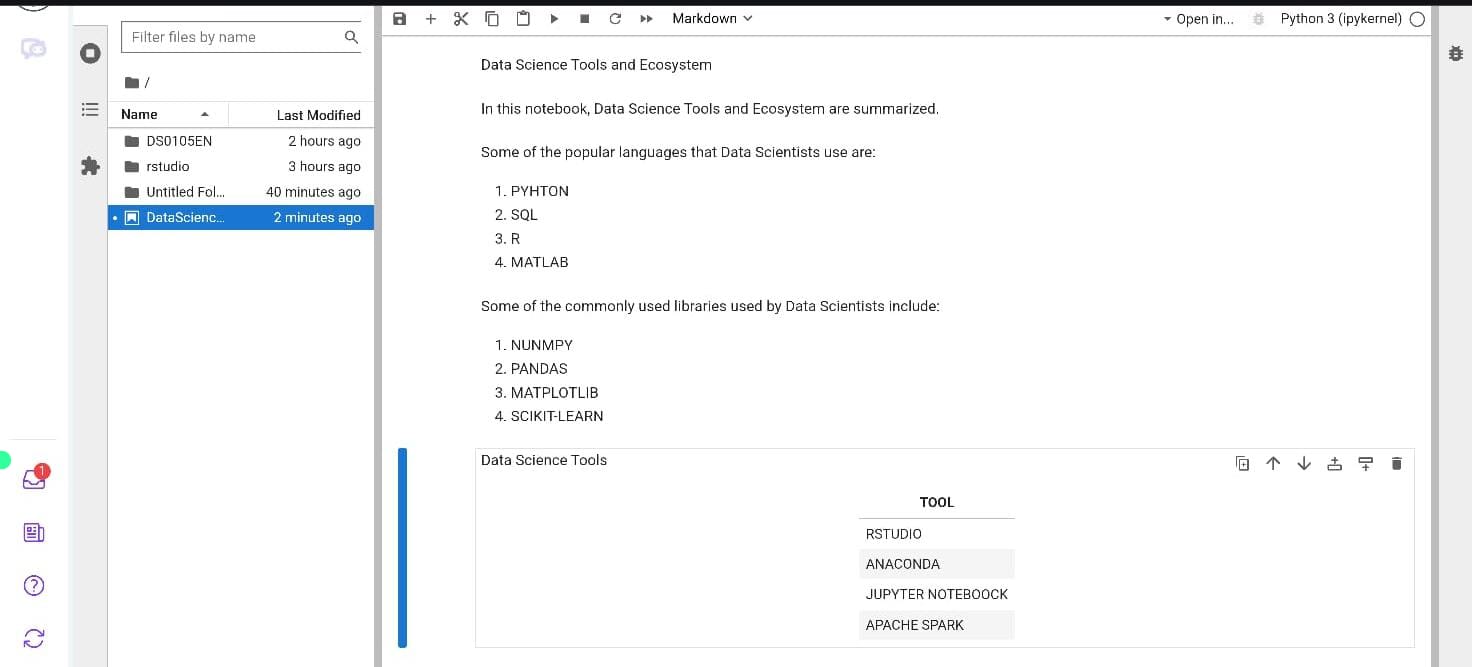 Markdown
Open in...
Python 3 (ipykernel)
Filter files by name
/
Name
Last Modified
DS0105EN 2 hours ago
rstudio 3 hours ago
Untitled Fol... 40 minutes ago
DataScienc... 2 minutes ago
1
Data Science Tools and Ecosystem
In this notebook, Data Science Tools and Ecosystem are summarized.
Some of the popular languages that Data Scientists use are:
1. PYHTON
2. SQL
3. R
4. MATLAB
Some of the commonly used libraries used by Data Scientists include:
1. NUNMPY
2. PANDAS
3. MATPLOTLIB
4. SCIKIT-LEARN
Data Science Tools
TOOL
RSTUDIO
ANACONDA
JUPYTER NOTEBOOCK
APACHE SPARK